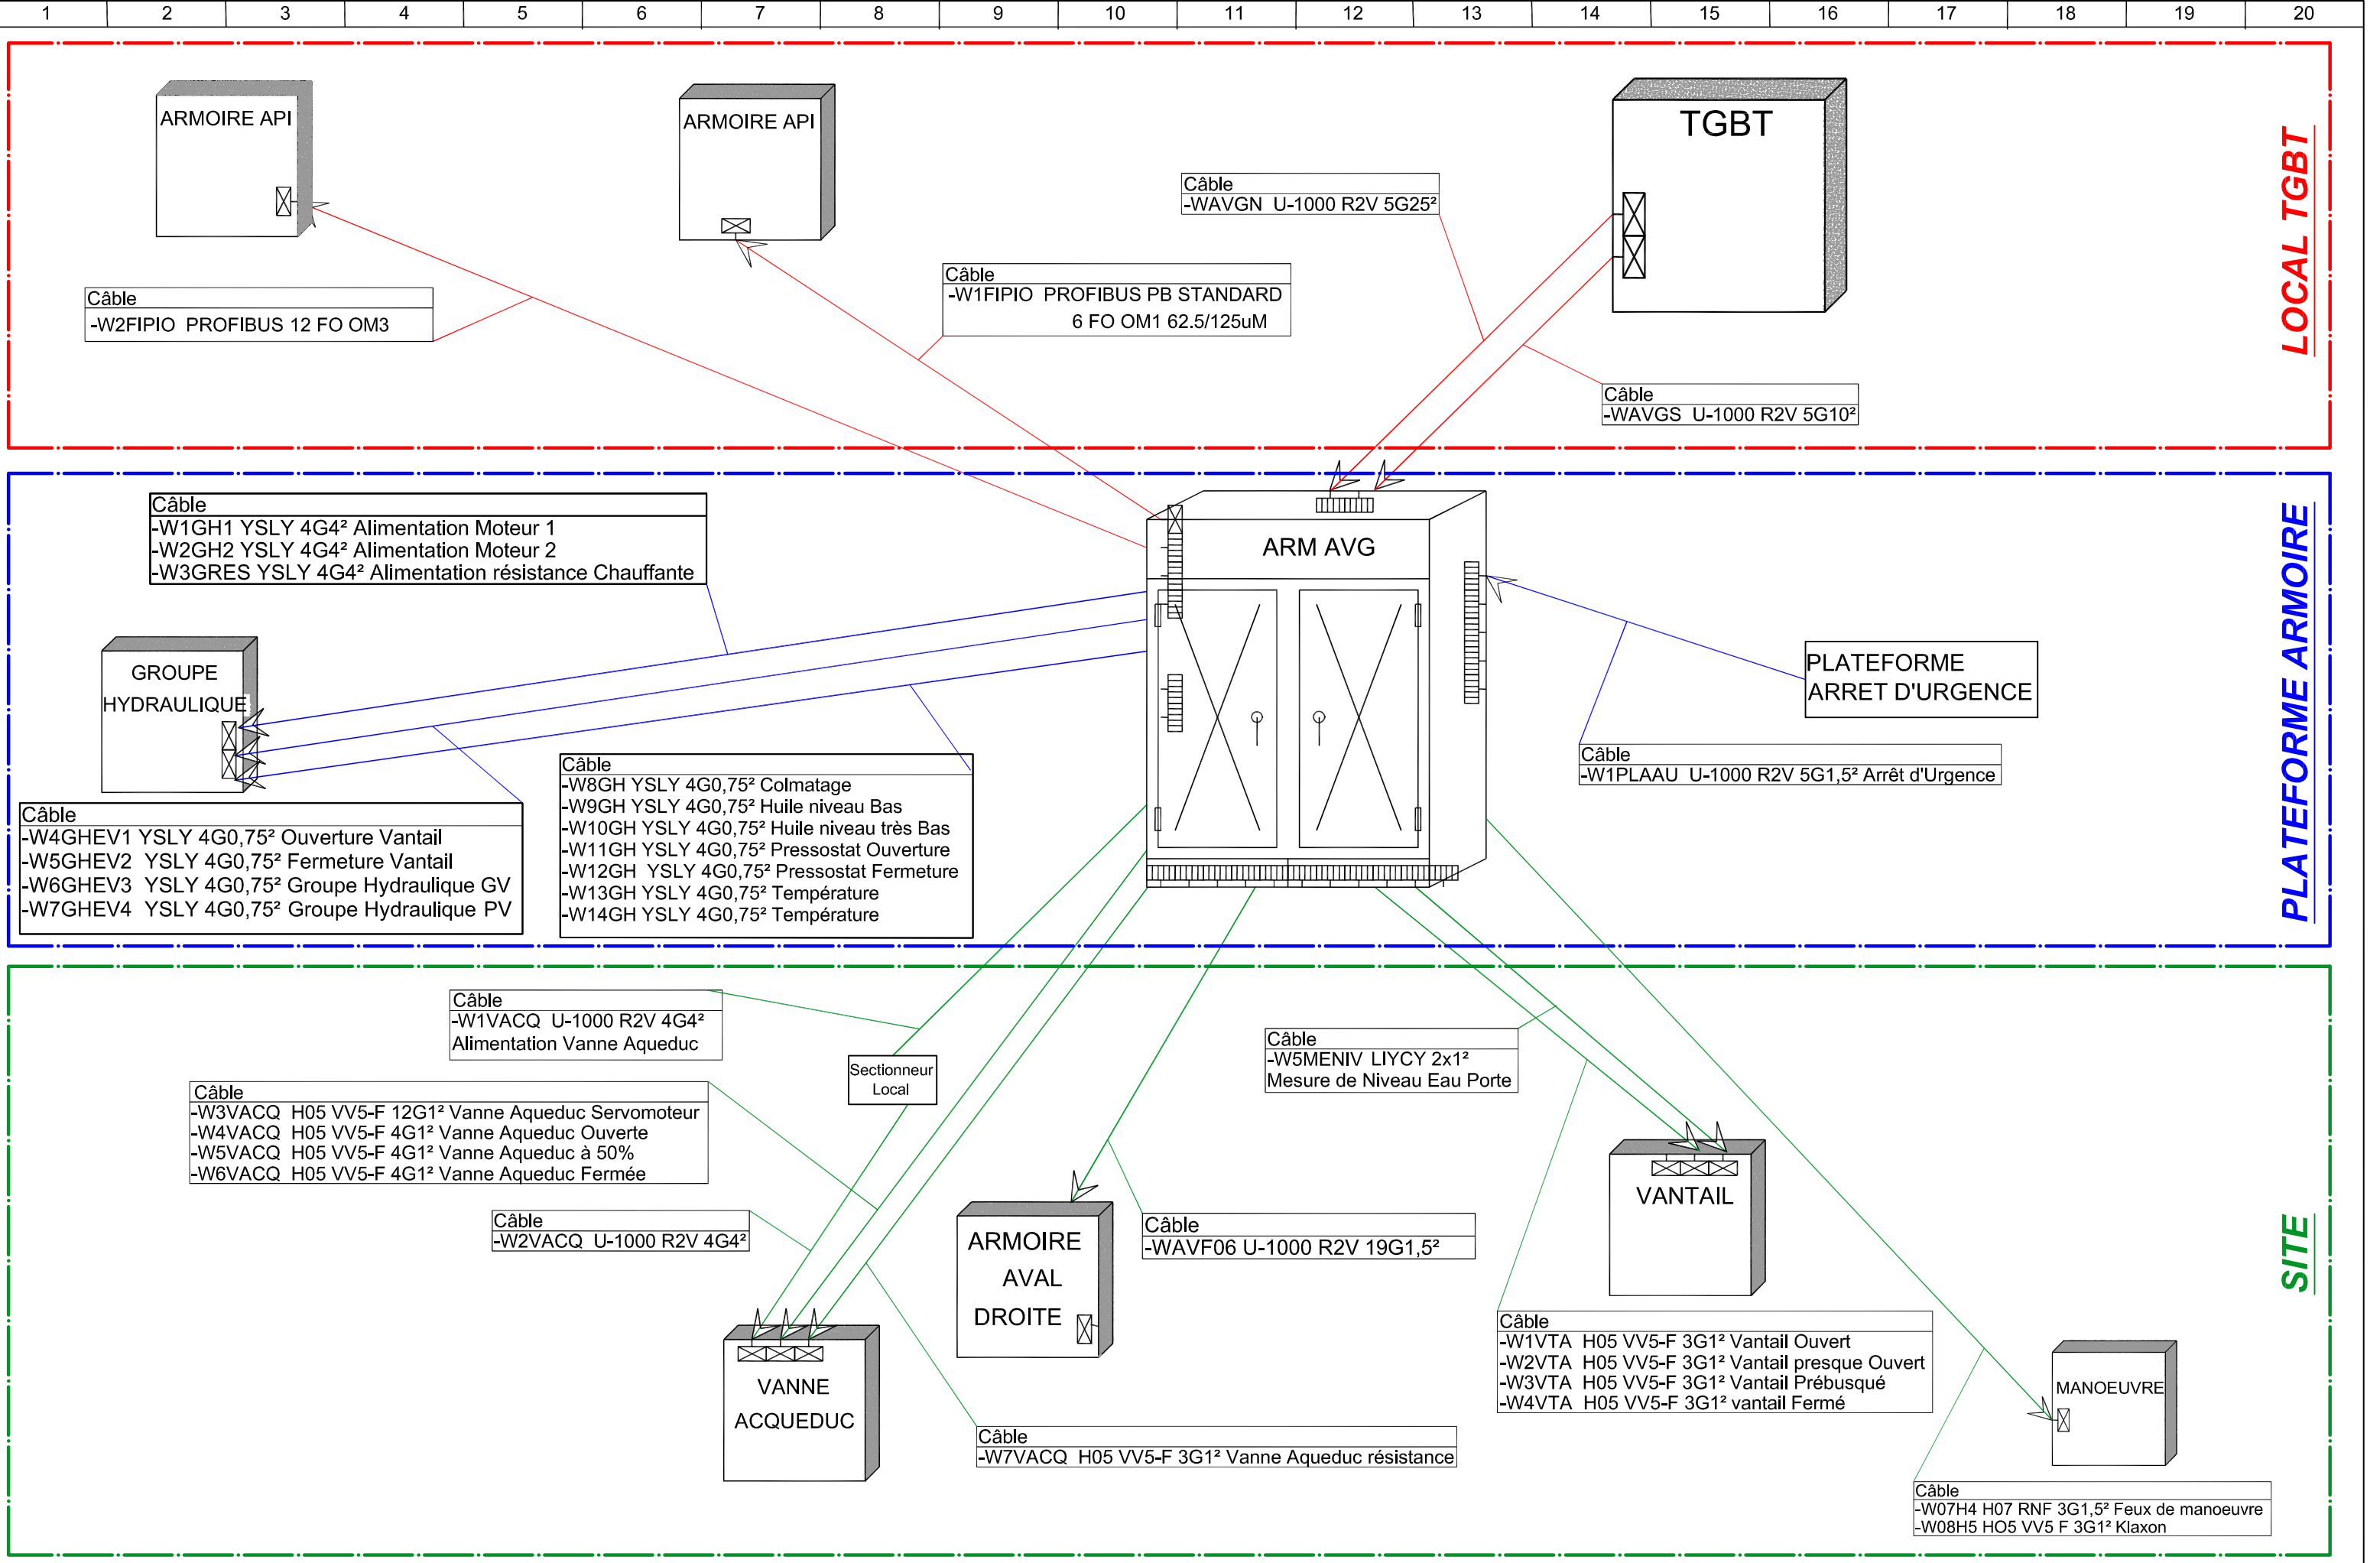 1 2 3 4 5 6 7 8 9 10 11 12 13 14 15 16 17 18 19 20
LOCAL TGBT
ARMOIRE API
ARMOIRE API
TGBT
Câble
-WAVGN U-1000 R2V 5G25²
Câble
-W1FIPIO PROFIBUS PB STANDARD
6 FO OM1 62.5/125uM
Câble
-W2FIPIO PROFIBUS 12 FO OM3
Câble
-WAVGS U-1000 R2V 5G10²
PLATEFORME ARMOIRE
Câble
-W1GH1 YSLY 4G4² Alimentation Moteur 1
-W2GH2 YSLY 4G4² Alimentation Moteur 2
-W3GRES YSLY 4G4² Alimentation résistance Chauffante
ARM AVG
GROUPE
HYDRAULIQUE
PLATEFORME
ARRET D'URGENCE
Câble
-W1PLAAU U-1000 R2V 5G1,5² Arrêt d'Urgence
Câble
-W8GH YSLY 4G0,75² Colmatage
-W9GH YSLY 4G0,75² Huile niveau Bas
-W10GH YSLY 4G0,75² Huile niveau très Bas
-W11GH YSLY 4G0,75² Pressostat Ouverture
-W12GH YSLY 4G0,75² Pressostat Fermeture
-W13GH YSLY 4G0,75² Température
-W14GH YSLY 4G0,75² Température
Câble
-W4GHEV1 YSLY 4G0,75² Ouverture Vantail
-W5GHEV2 YSLY 4G0,75² Fermeture Vantail
-W6GHEV3 YSLY 4G0,75² Groupe Hydraulique GV
-W7GHEV4 YSLY 4G0,75² Groupe Hydraulique PV
SITE
Câble
-W1VACQ U-1000 R2V 4G4²
Alimentation Vanne Aqueduc
Sectionneur
Local
Câble
-W5MENIV LIYCY 2x1²
Mesure de Niveau Eau Porte
Câble
-W3VACQ H05 VV5-F 12G1² Vanne Aqueduc Servomoteur
-W4VACQ H05 VV5-F 4G1² Vanne Aqueduc Ouverte
-W5VACQ H05 VV5-F 4G1² Vanne Aqueduc à 50%
-W6VACQ H05 VV5-F 4G1² Vanne Aqueduc Fermée
Câble
-W2VACQ U-1000 R2V 4G4²
ARMOIRE
AVAL
DROITE
Câble
-WAVF06 U-1000 R2V 19G1,5²
VANTAIL
Câble
-W1VTA H05 VV5-F 3G1² Vantail Ouvert
-W2VTA H05 VV5-F 3G1² Vantail presque Ouvert
-W3VTA H05 VV5-F 3G1² Vantail Prébusqué
-W4VTA H05 VV5-F 3G1² vantail Fermé
VANNE
ACQUEDUC
MANOEUVRE
Câble
-W7VACQ H05 VV5-F 3G1² Vanne Aqueduc résistance
Câble
-W07H4 H07 RNF 3G1,5² Feux de manoeuvre
-W08H5 HO5 VV5 F 3G1² Klaxon